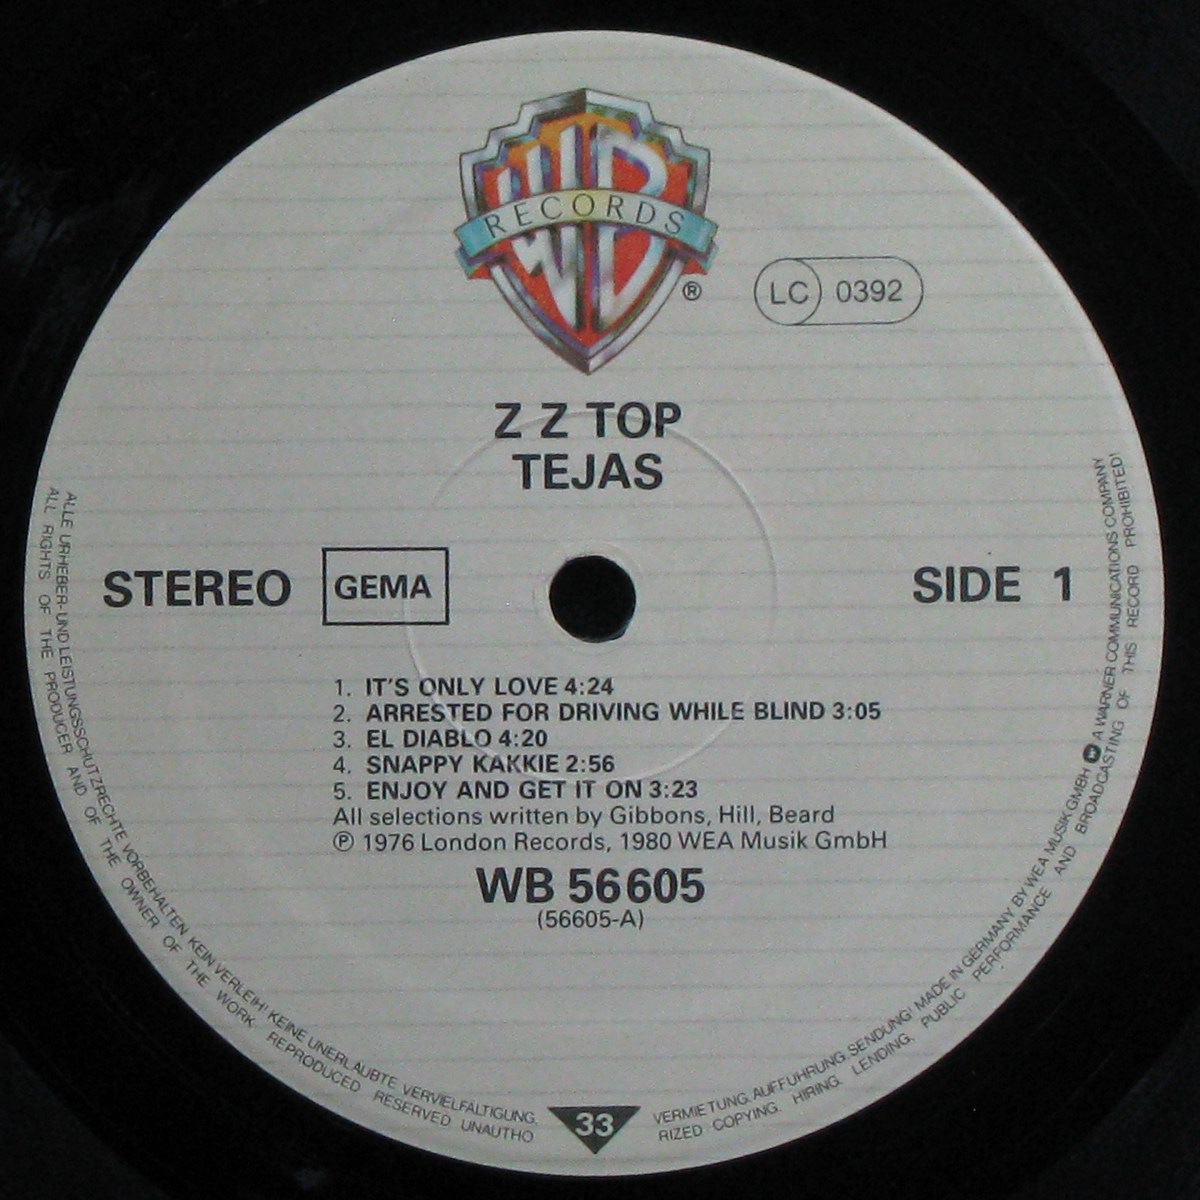 WB
RECORDS
®
LC 0392
Z Z TOP
TEJAS
STEREO GEMA SIDE 1
1. IT'S ONLY LOVE 4:24
2. ARRESTED FOR DRIVING WHILE BLIND 3:05
3. EL DIABLO 4:20
4. SNAPPY KAKKIE 2:56
5. ENJOY AND GET IT ON 3:23
All selections written by Gibbons, Hill, Beard
℗ 1976 London Records, 1980 WEA Musik GmbH
WB 56605
(56605-A)
ALLE URHEBER- UND LEISTUNGSSCHUTZRECHTE VORBEHALTEN KEIN VERLEIH! KEINE UNERLAUBTE VERVIELFÄLTIGUNG, VERMIETUNG, AUFFÜHRUNG, SENDUNG! MADE IN GERMANY BY WEA MUSIK GMBH A WARNER COMMUNICATIONS COMPANY
ALL RIGHTS OF THE PRODUCER AND OF THE OWNER OF THE WORK REPRODUCED RESERVED UNAUTHORIZED COPYING, HIRING, LENDING, PUBLIC PERFORMANCE AND BROADCASTING OF THIS RECORD PROHIBITED!
33